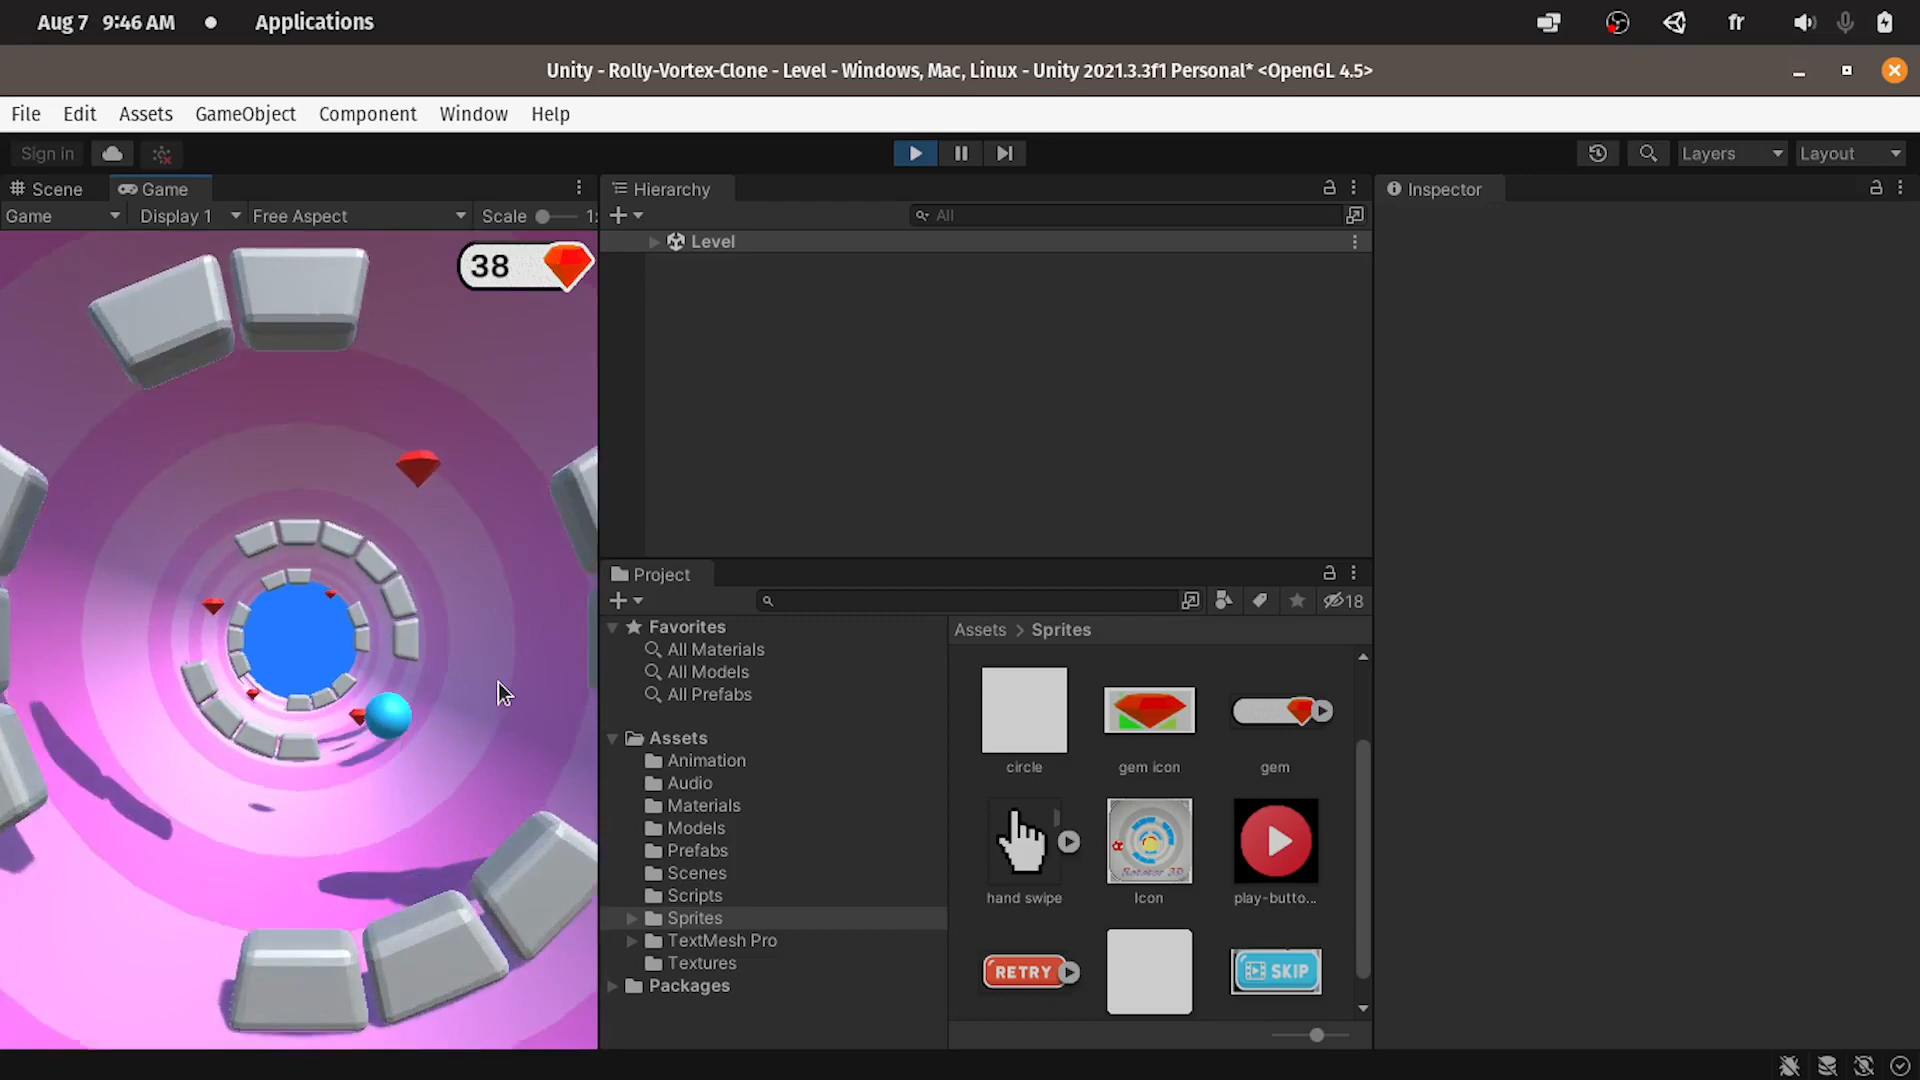 Aug 7 9:46 AM Applications fr
Unity - Rolly-Vortex-Clone - Level - Windows, Mac, Linux - Unity 2021.3.3f1 Personal* <OpenGL 4.5>
File Edit Assets GameObject Component Window Help
Sign in Layers Layout
Scene Game Hierarchy Inspector
Game Display 1 Free Aspect Scale 1: All
Level
38
Project
18
Favorites
All Materials
All Models
All Prefabs
Assets
Animation
Audio
Materials
Models
Prefabs
Scenes
Scripts
Sprites
TextMesh Pro
Textures
Packages
Assets > Sprites
circle gem icon gem
Rotator 3D
hand swipe Icon play-butto...
RETRY SKIP